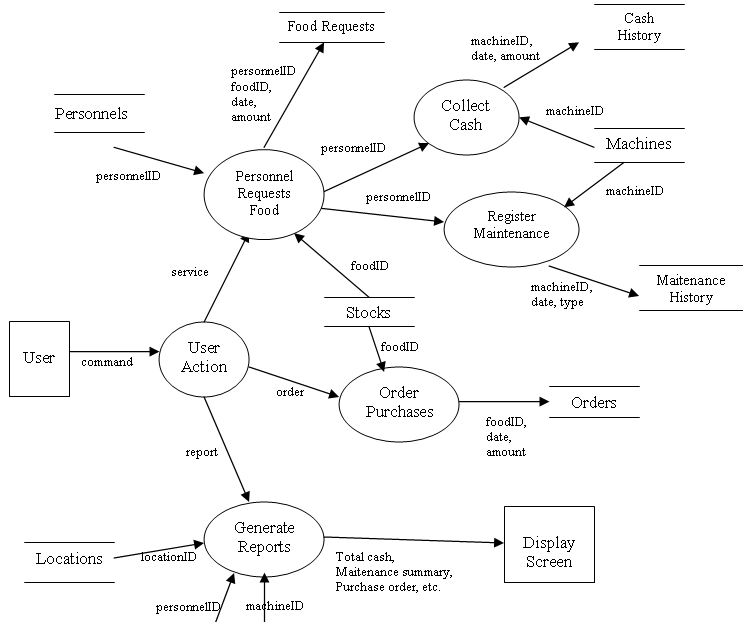 Food Requests
Cash
History
machineID,
date, amount
personnelID
foodID,
date,
amount
Collect
Cash
machineID
Personnels
Machines
personnelID
personnelID
Personnel
Requests
Food
personnelID
machineID
Register
Maintenance
service
foodID
machineID,
date, type
Maitenance
History
Stocks
User
command
User
Action
foodID
order
Order
Purchases
Orders
foodID,
date,
amount
report
Generate
Reports
Locations
locationID
Total cash,
Maitenance summary,
Purchase order, etc.
Display
Screen
personnelID
machineID